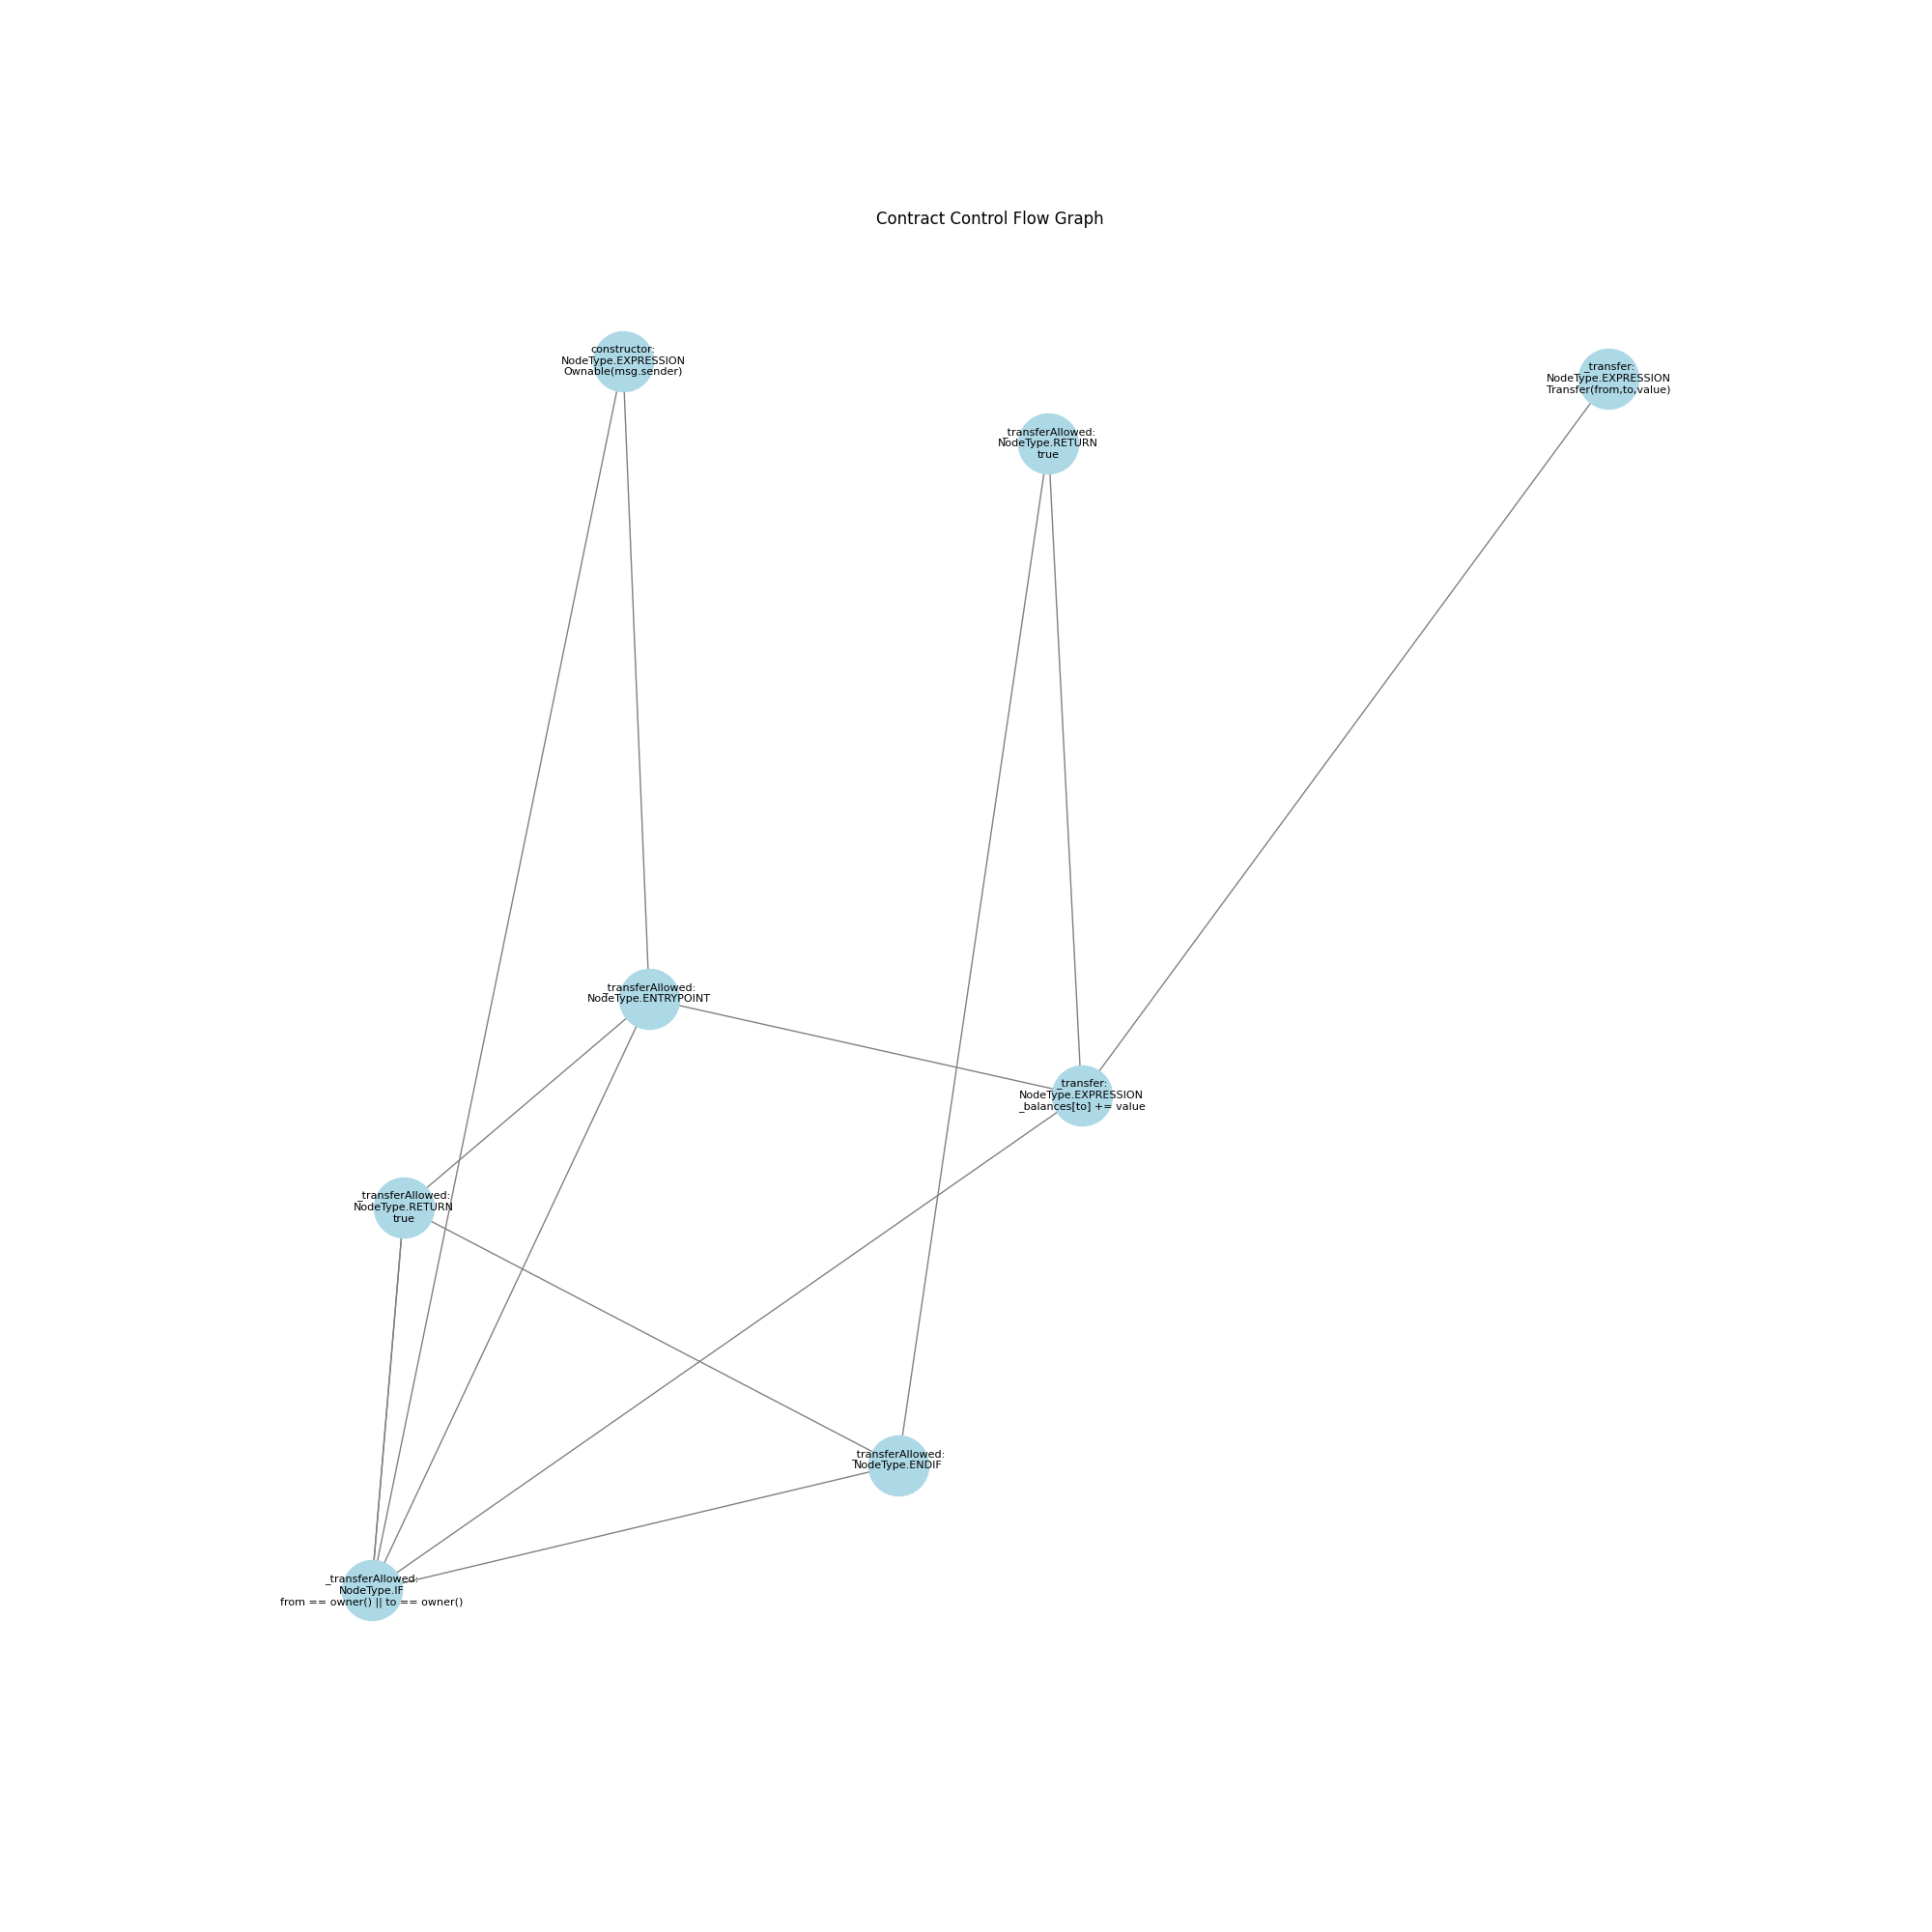 Contract Control Flow Graph
constructor:
NodeType.EXPRESSION
Ownable(msg.sender)
_transfer:
NodeType.EXPRESSION
Transfer(from,to,value)
_transferAllowed:
NodeType.RETURN
true
_transferAllowed:
NodeType.ENTRYPOINT
_transfer:
NodeType.EXPRESSION
_balances[to] += value
_transferAllowed:
NodeType.RETURN
true
_transferAllowed:
NodeType.ENDIF
_transferAllowed:
NodeType.IF
from == owner() || to == owner()